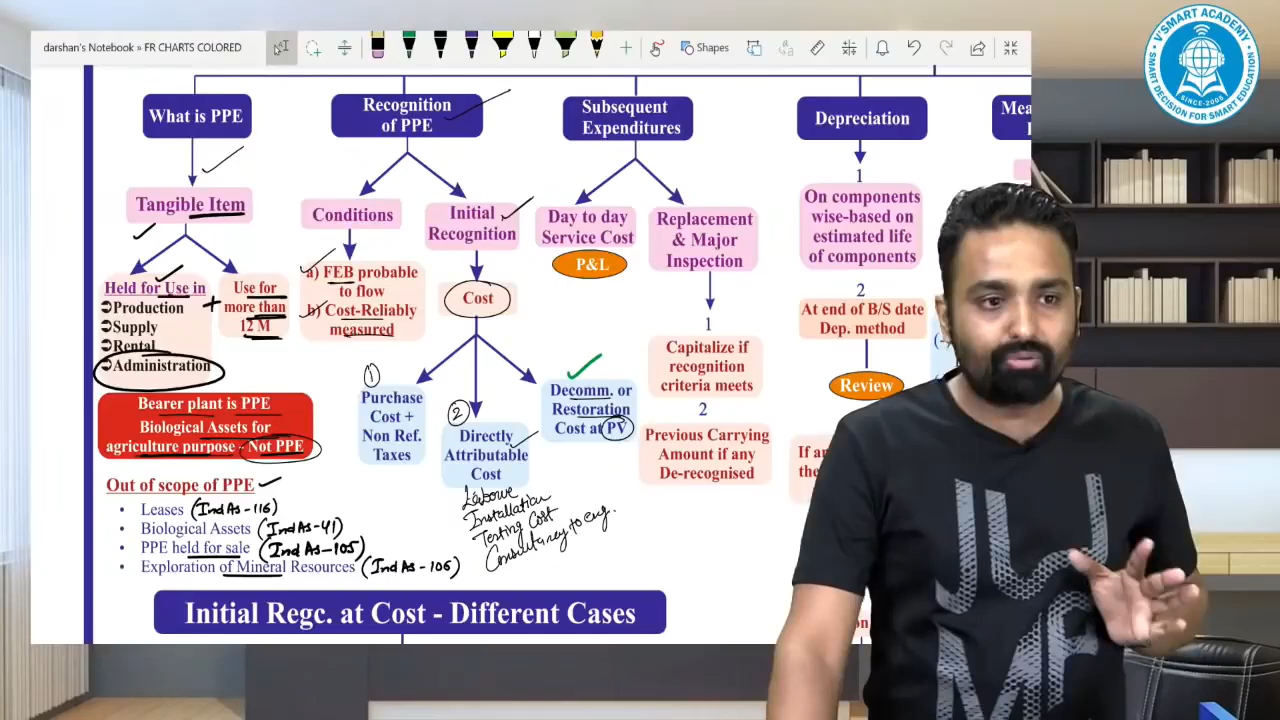 darshan's Notebook » FR CHARTS COLORED
Shapes
V'SMART ACADEMY
SMART DECISION FOR SMART EDUCATION
SINCE-2005
What is PPE
Tangible Item
Held for Use in
Production
Supply
Rental
Administration
+
Use for
more than
12 M
Bearer plant is PPE
Biological Assets for
agriculture purpose - Not PPE
Out of scope of PPE
• Leases (Ind As-116)
• Biological Assets (Ind As-41)
• PPE held for sale (Ind As-105)
• Exploration of Mineral Resources (Ind As-106)
Recognition
of PPE
Conditions
a) FEB probable
to flow
b) Cost-Reliably
measured
Initial
Recognition
Cost
1
Purchase
Cost +
Non Ref.
Taxes
2
Directly
Attributable
Cost
Labour
Installation
Testing Cost
Consultancy to eng.
Decomm. or
Restoration
Cost at PV
Subsequent
Expenditures
Day to day
Service Cost
P&L
Replacement
& Major
Inspection
1
Capitalize if
recognition
criteria meets
2
Previous Carrying
Amount if any
De-recognised
Depreciation
1
On components
wise-based on
estimated life
of components
2
At end of B/S date
Dep. method
Review
If an
the
Mea
(-)
Initial Regc. at Cost - Different Cases